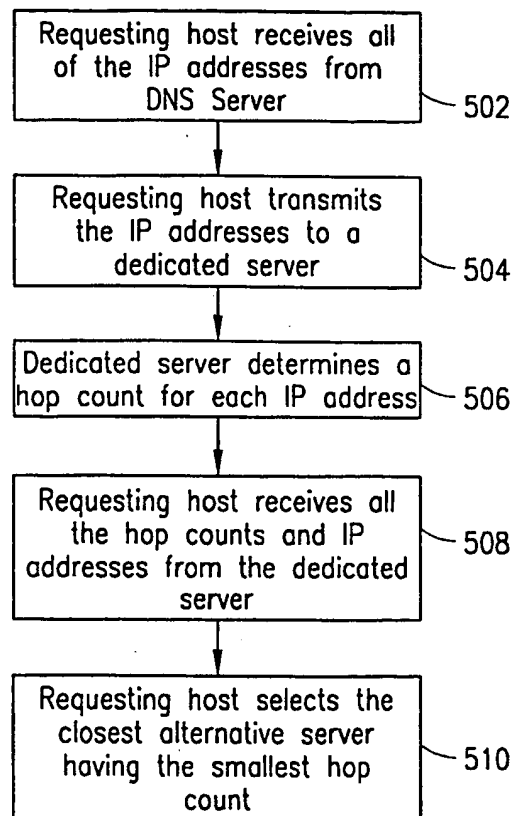 Requesting host receives all
of the IP addresses from
DNS Server
502
Requesting host transmits
the IP addresses to a
dedicated server
504
Dedicated server determines a
hop count for each IP address
506
Requesting host receives all
the hop counts and IP
addresses from the dedicated
server
508
Requesting host selects the
closest alternative server
having the smallest hop
count
510